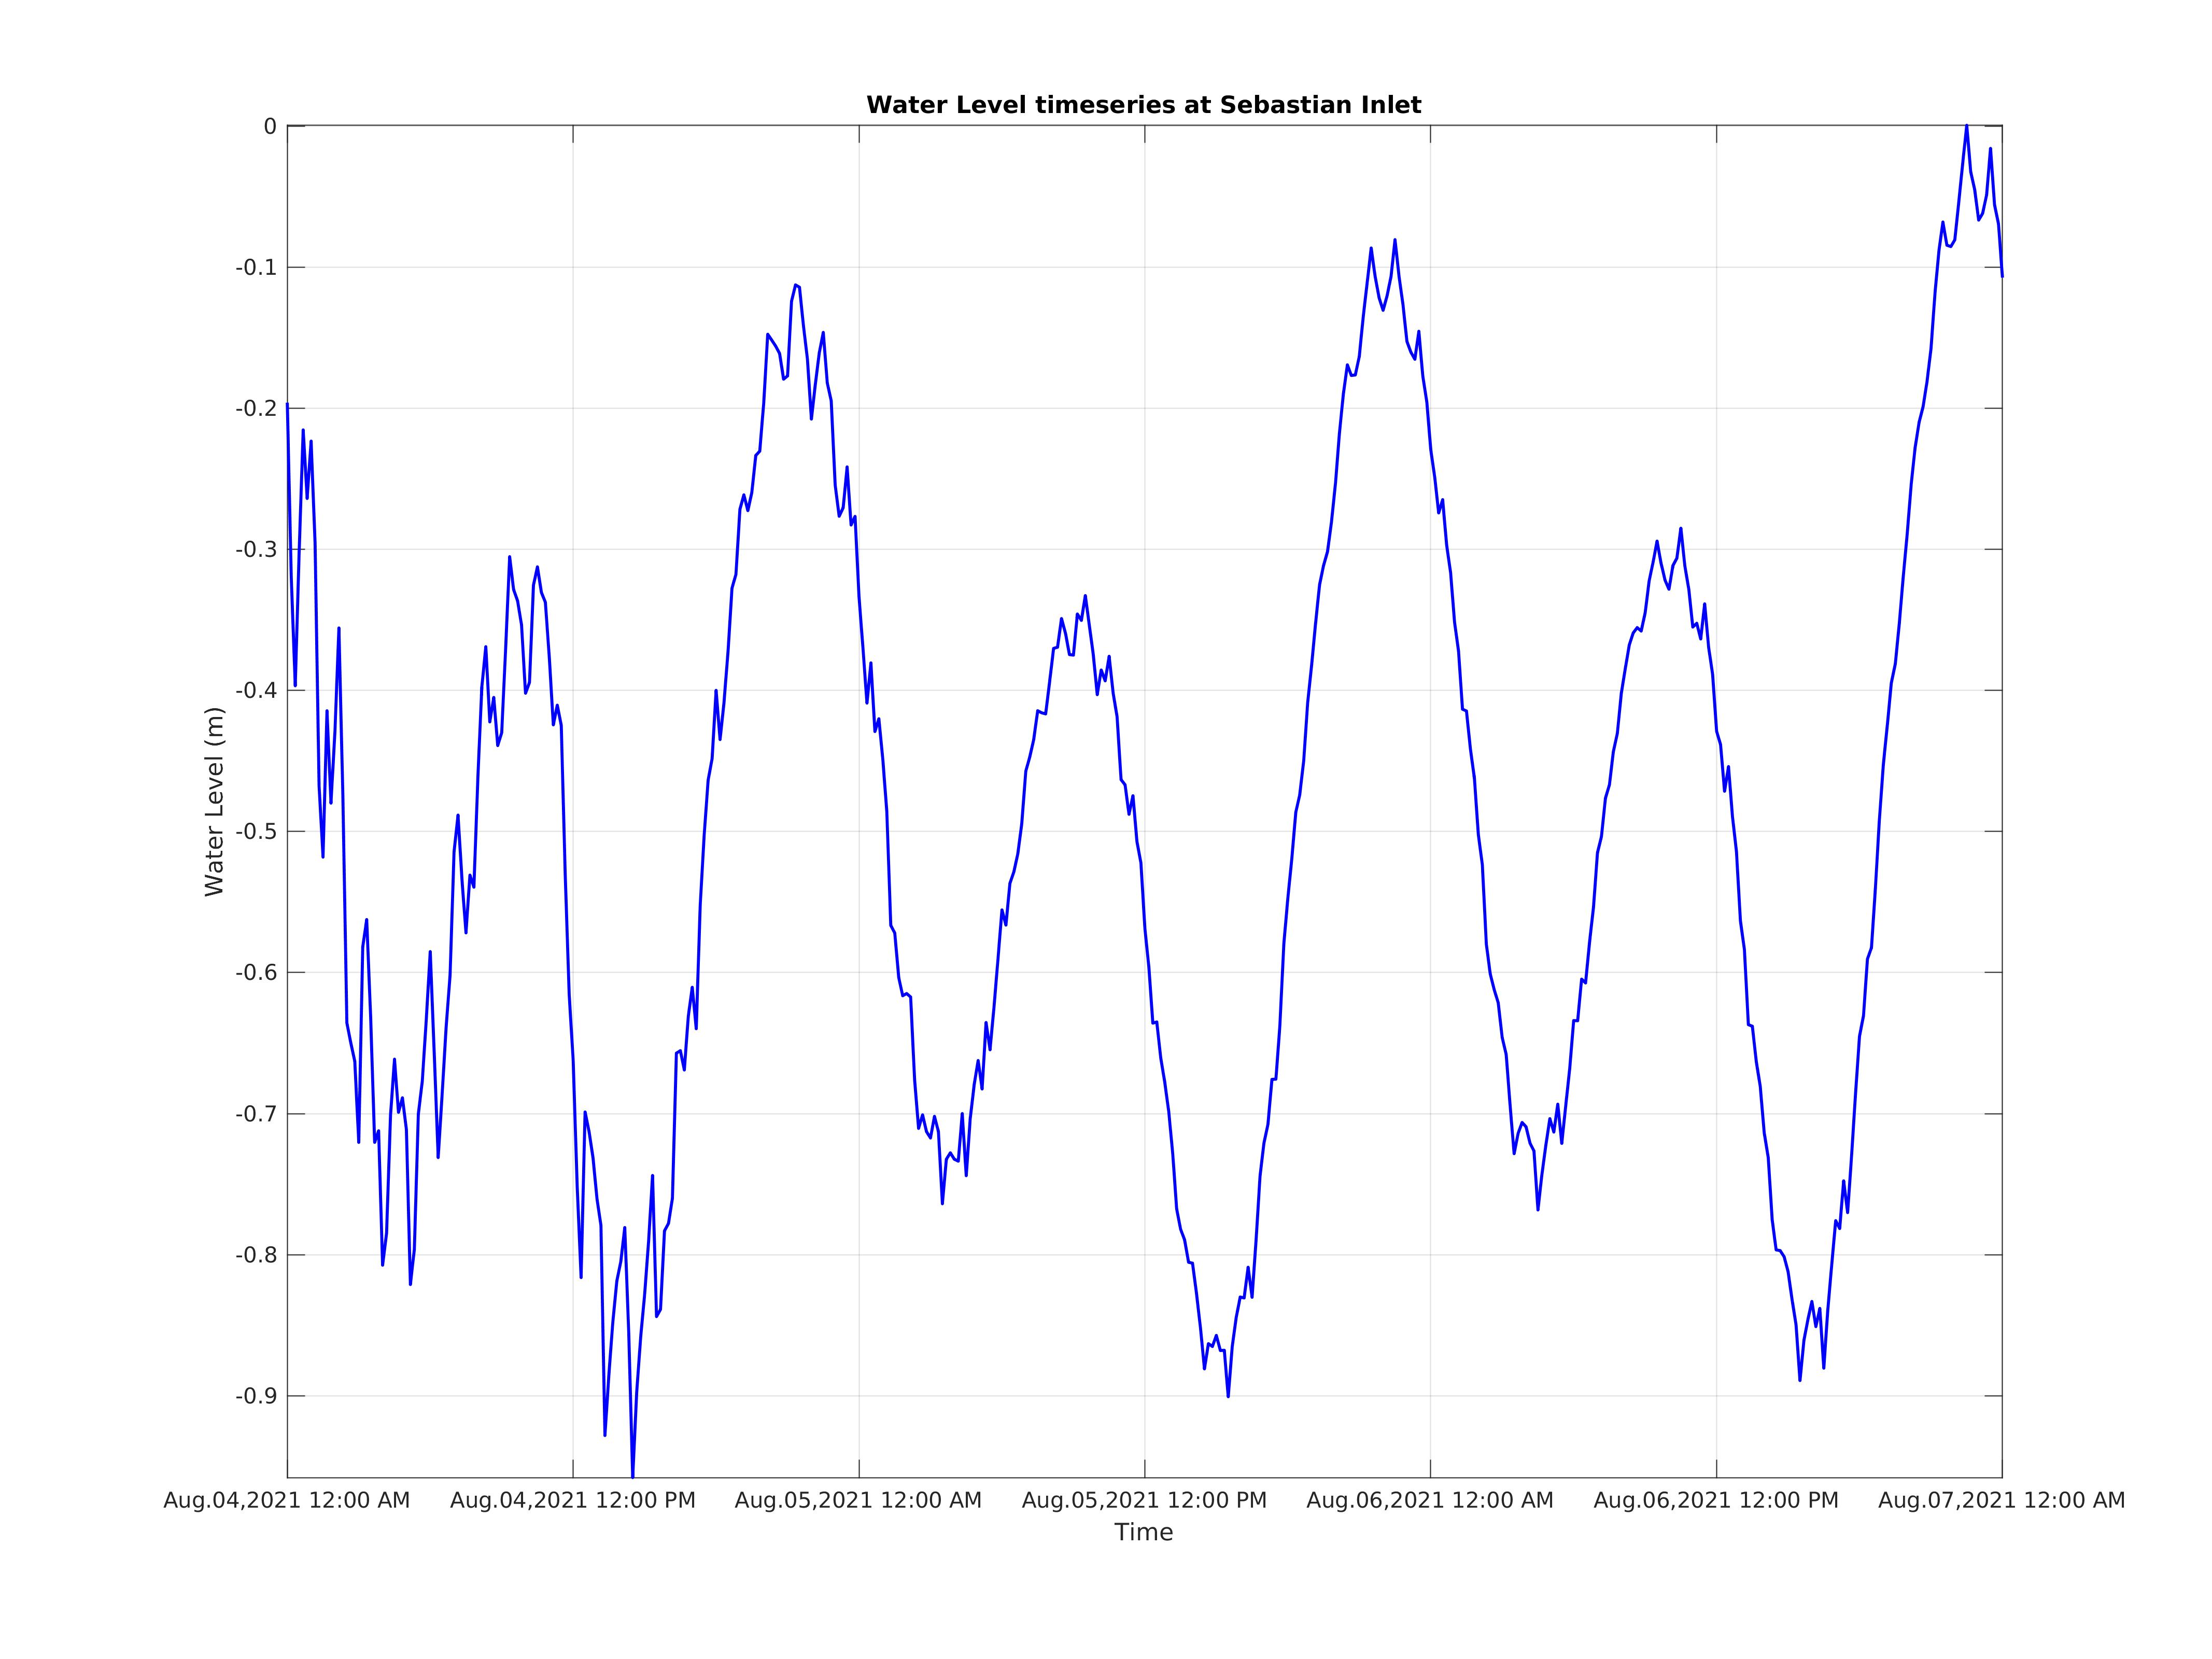 Water Level timeseries at Sebastian Inlet
0
-0.1
-0.2
-0.3
-0.4
-0.5
-0.6
-0.7
-0.8
-0.9
Water Level (m)
Aug.04,2021 12:00 AM
Aug.04,2021 12:00 PM
Aug.05,2021 12:00 AM
Aug.05,2021 12:00 PM
Aug.06,2021 12:00 AM
Aug.06,2021 12:00 PM
Aug.07,2021 12:00 AM
Time